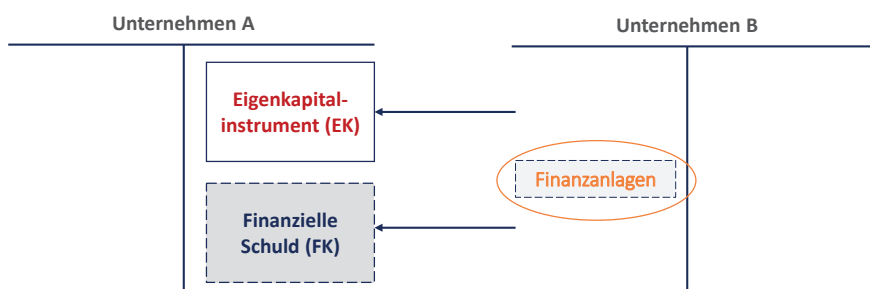 Unternehmen A
Unternehmen B
Eigenkapital-
instrument (EK)
Finanzanlagen
Finanzielle
Schuld (FK)